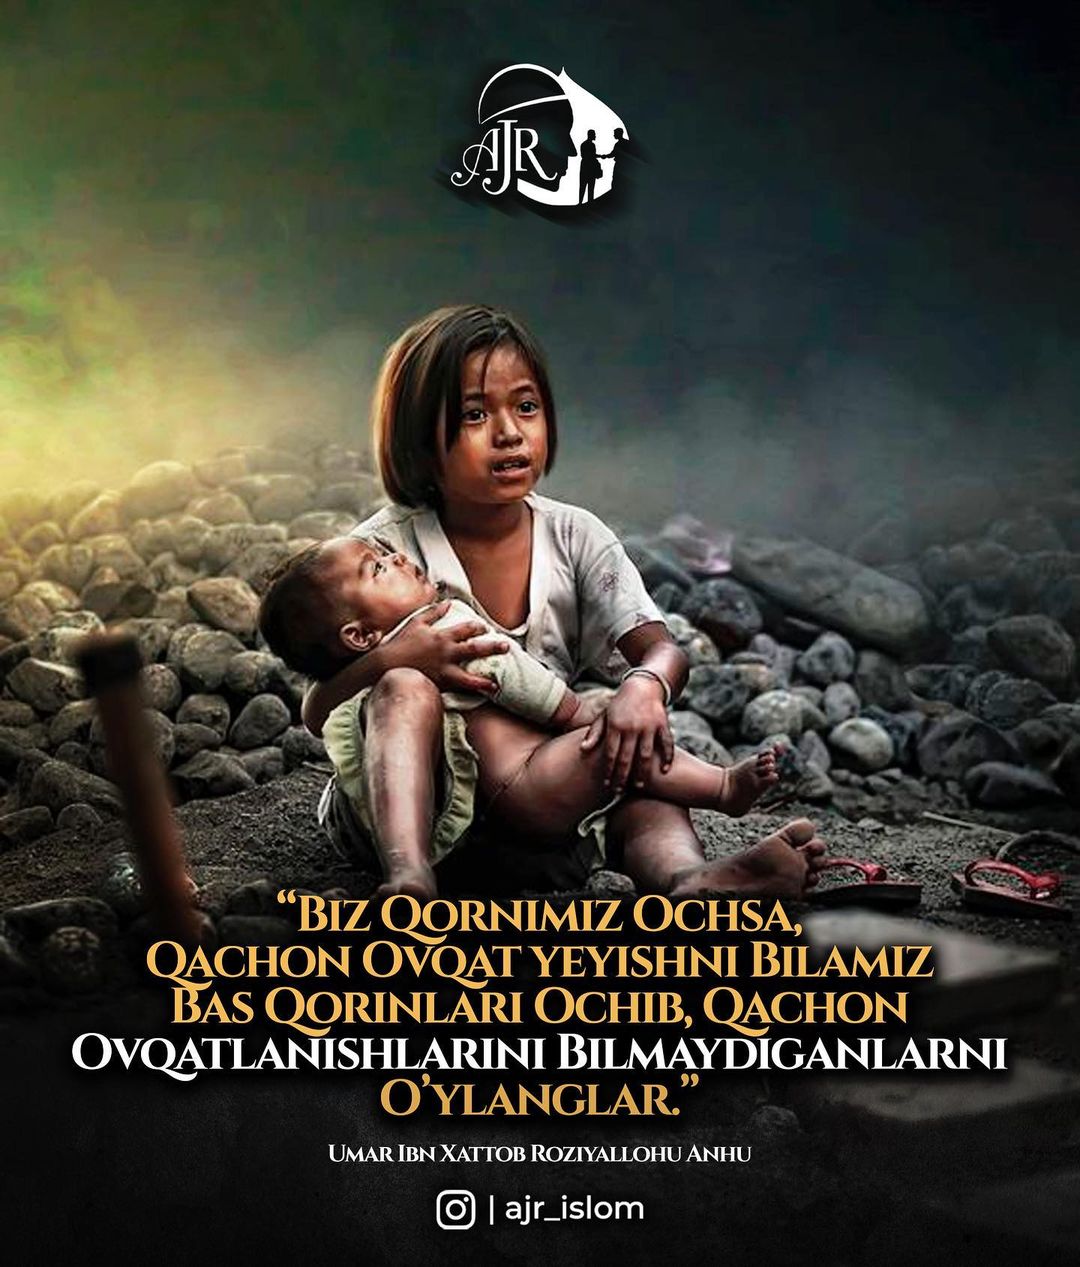 AJR
“Biz Qornimiz Ochsa,
Qachon Ovqat yeyishni Bilamiz
Bas Qorinlari Ochib, Qachon
Ovqatlanishlarini Bilmaydiganlarni
O’ylanglar.”
Umar Ibn Xattob Roziyallohu Anhu
| ajr_islom